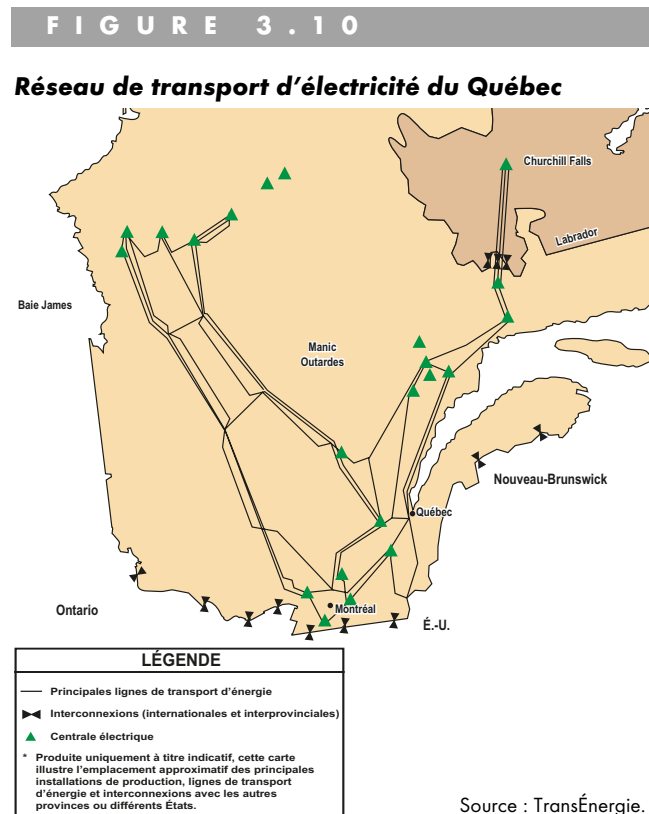 FIGURE 3.10
Réseau de transport d'électricité du Québec
Churchill Falls
Labrador
Baie James
Manic
Outardes
Nouveau-Brunswick
Québec
Ontario
Montréal
É.-U.
LÉGENDE
Principales lignes de transport d'énergie
Interconnexions (internationales et interprovinciales)
Centrale électrique
* Produite uniquement à titre indicatif, cette carte
illustre l'emplacement approximatif des principales
installations de production, lignes de transport
d'énergie et interconnexions avec les autres
provinces ou différents États.
Source : TransÉnergie.